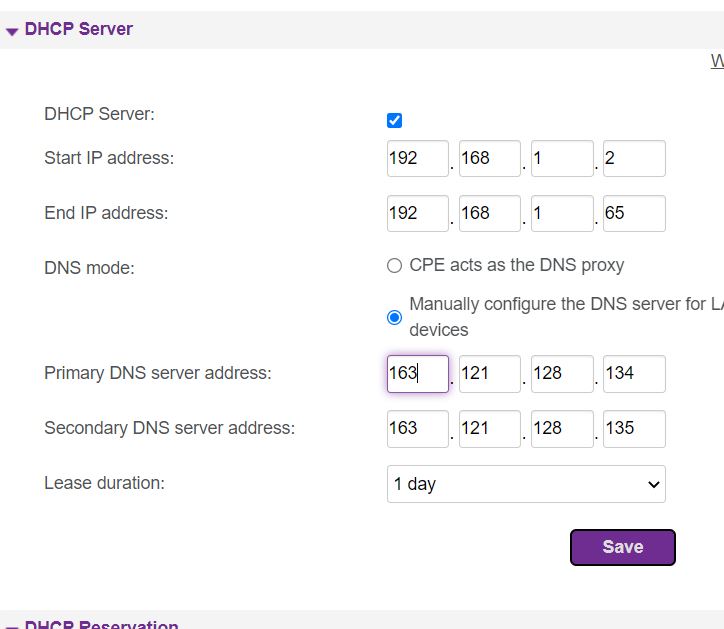 DHCP Server
W
DHCP Server:
Start IP address: 192 . 168 . 1 . 2
End IP address: 192 . 168 . 1 . 65
DNS mode: CPE acts as the DNS proxy
Manually configure the DNS server for LA
devices
Primary DNS server address: 163 . 121 . 128 . 134
Secondary DNS server address: 163 . 121 . 128 . 135
Lease duration: 1 day
Save
DHCP Reservation